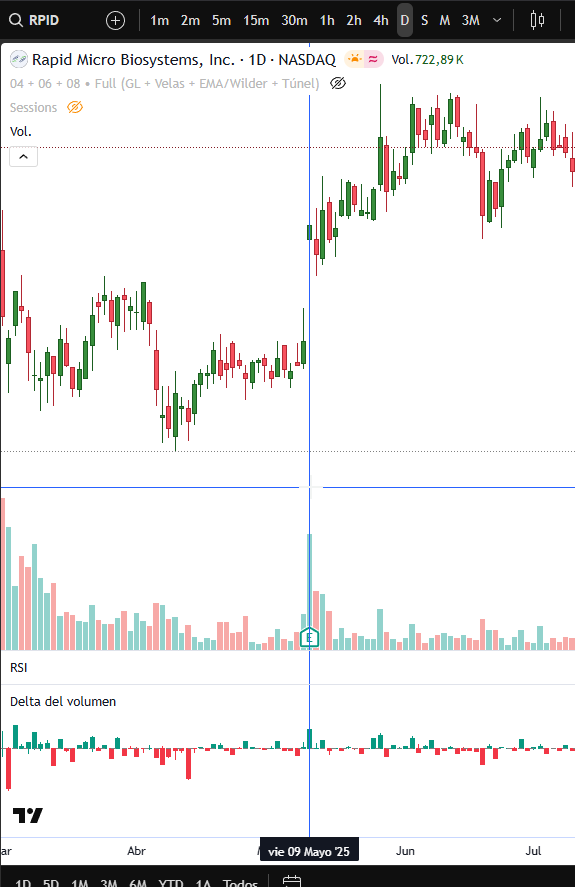 RPID 1m 2m 5m 15m 30m 1h 2h 4h D S M 3M
Rapid Micro Biosystems, Inc. · 1D · NASDAQ Vol. 722,89 K
04 + 06 + 08 • Full (GL + Velas + EMA/Wilder + Túnel)
Sessions
Vol.
E
RSI
Delta del volumen
ar Abr vie 09 Mayo '25 Jun Jul
1D 5D 1M 3M 6M YTD 1A Todos